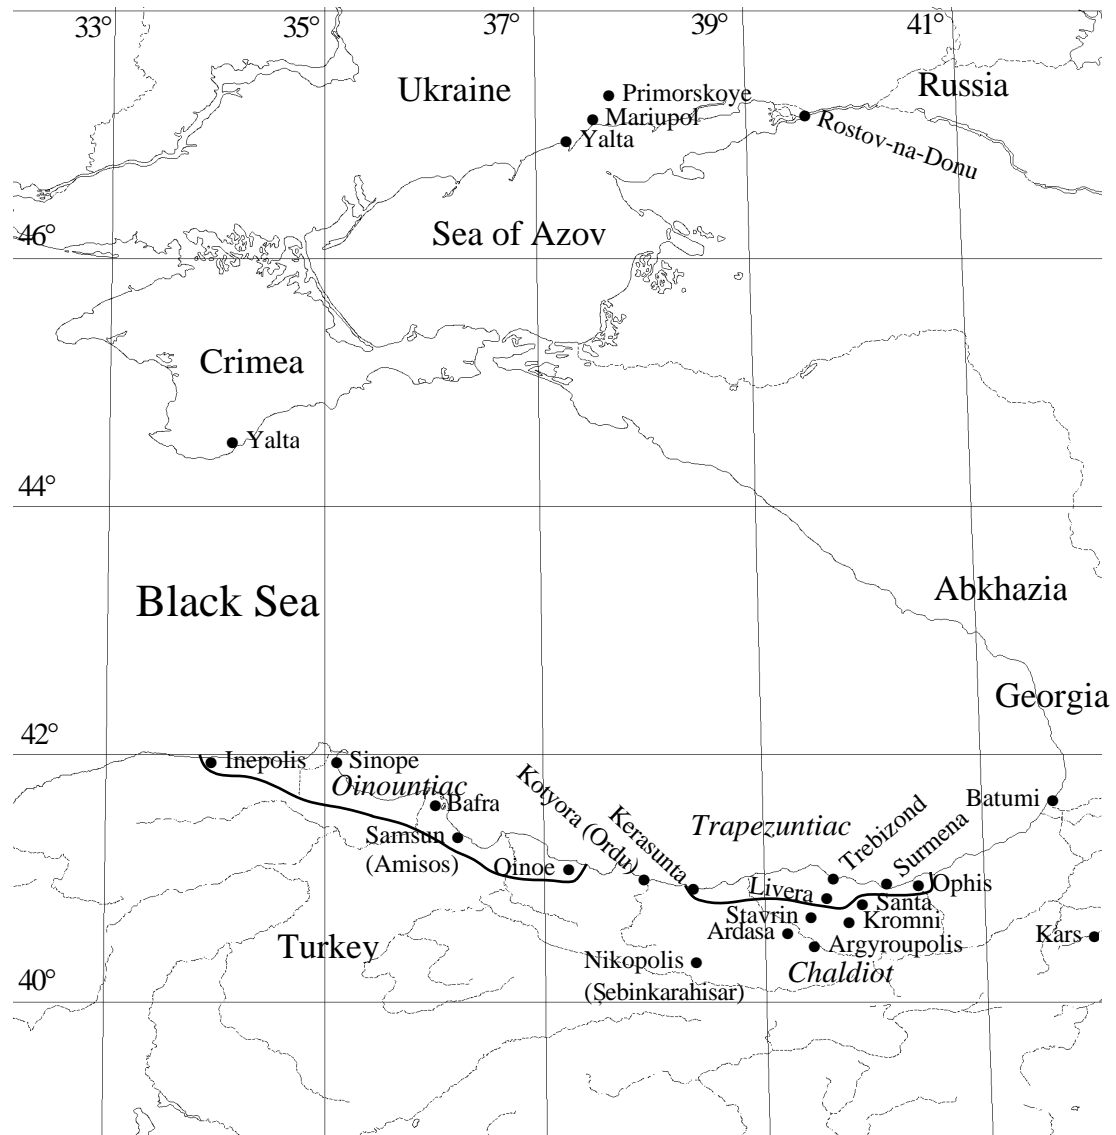 33°
35°
37°
39°
41°
Ukraine
Russia
Primorskoye
Mariupol
Rostov-na-Donu
Yalta
46°
Sea of Azov
Crimea
Yalta
44°
Abkhazia
Black Sea
Georgia
42°
Inepolis
Sinope
Oinountiac
Bafra
Kotyora (Ordu)
Kerasunta
Trapezuntiac
Trebizond
Surmena
Batumi
Samsun
(Amisos)
Oinoe
Livera
Ophis
Santa
Stavrin
Kromni
Ardasa
Argyroupolis
Kars
Turkey
Nikopolis
(Şebinkarahisar)
Chaldiot
40°